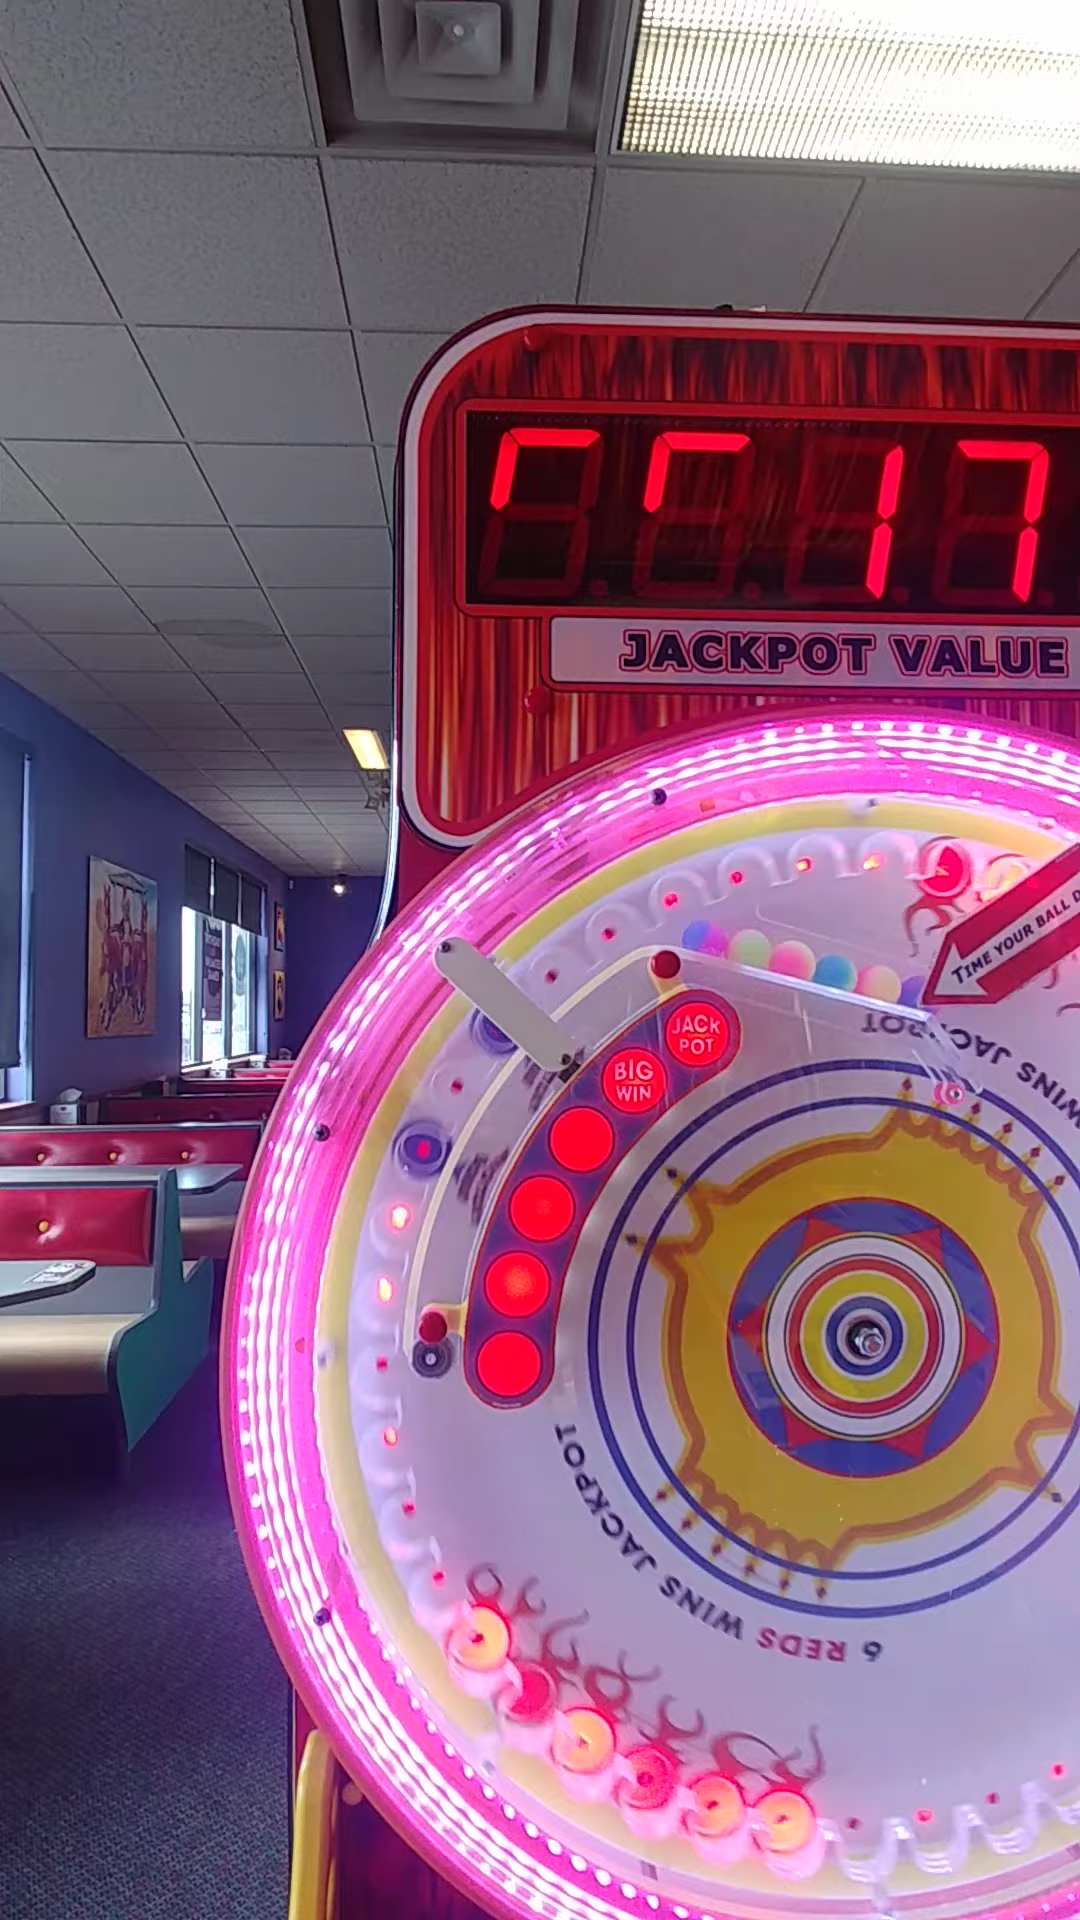 17
JACKPOT VALUE
TIME YOUR BALL D
JACK
POT
BIG
WIN
WINS JACKPOT
6 REDS WINS JACKPOT